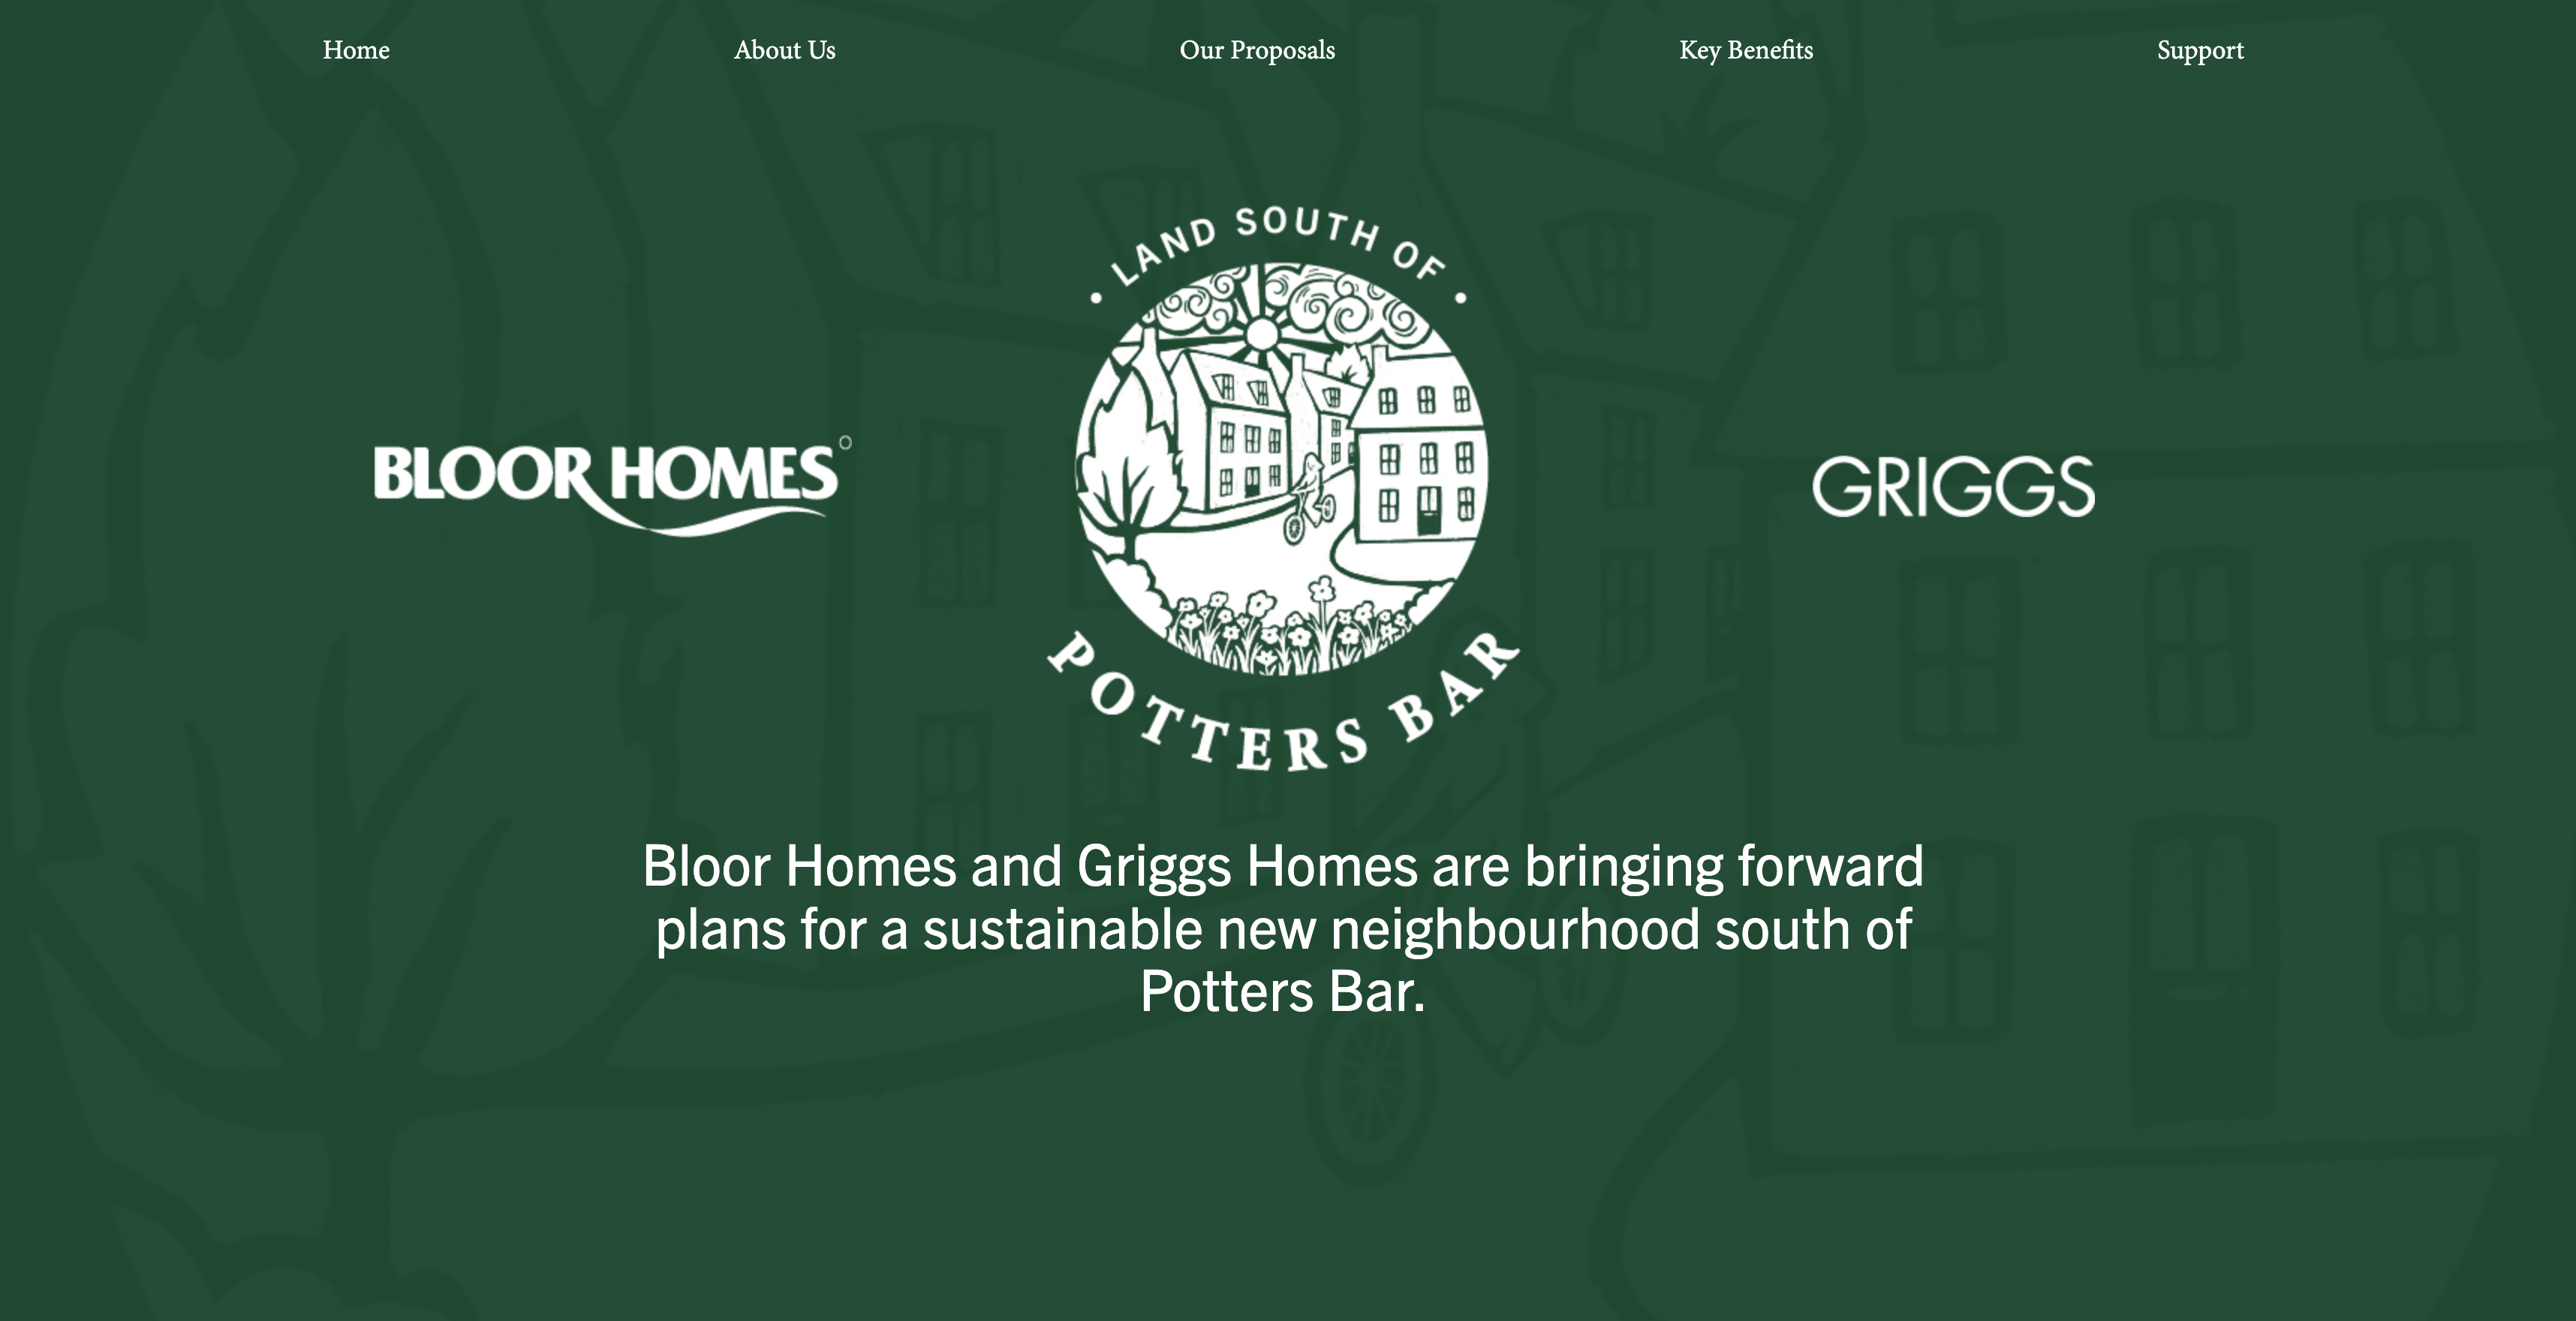 Home
About Us
Our Proposals
Key Benefits
Support
LAND SOUTH OF
POTTERS BAR
BLOOR HOMES
GRIGGS
Bloor Homes and Griggs Homes are bringing forward
plans for a sustainable new neighbourhood south of
Potters Bar.